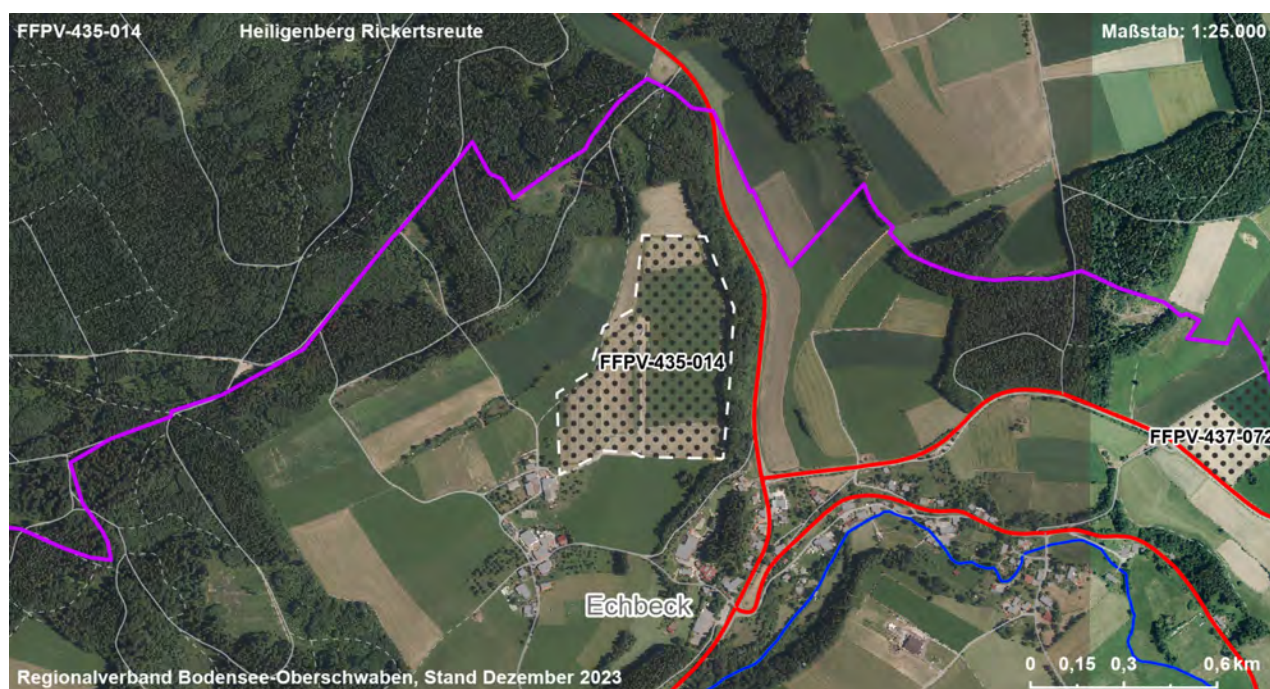 FFPV-435-014 Heiligenberg Rickertsreute Maßstab: 1:25.000
FFPV-435-014
FFPV-437-072
Echbeck
Regionalverband Bodensee-Oberschwaben, Stand Dezember 2023
0 0,15 0,3 0,6 km